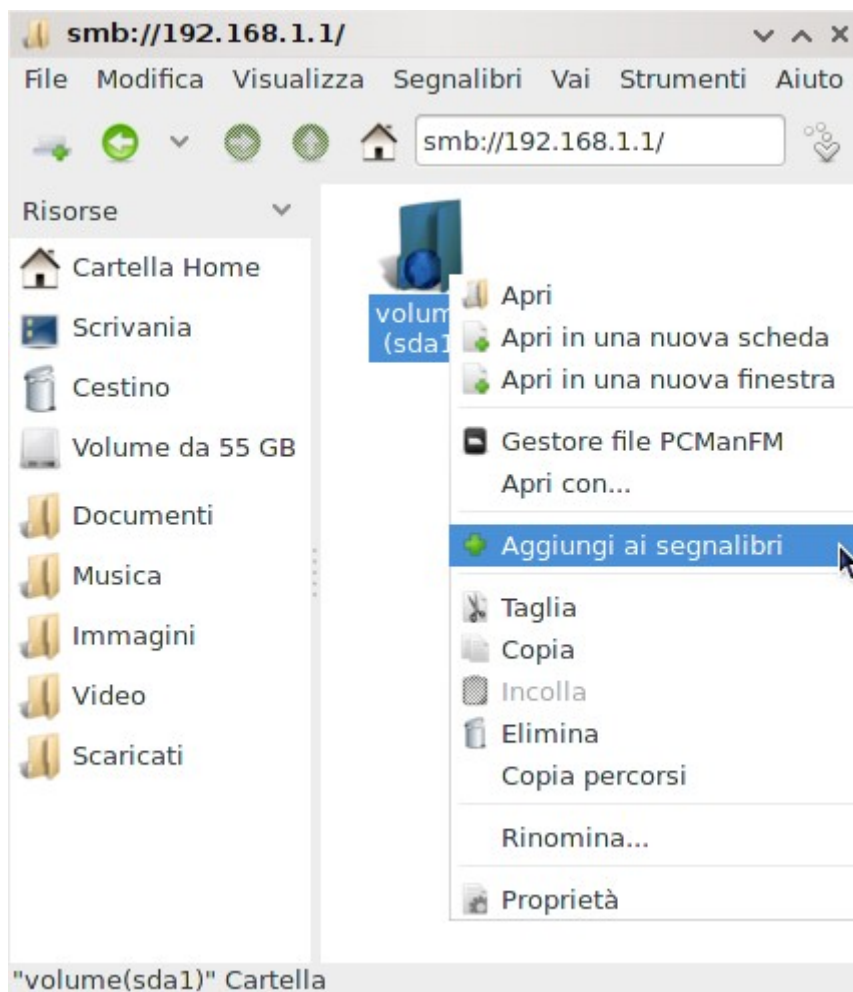 smb://192.168.1.1/
File Modifica Visualizza Segnalibri Vai Strumenti Aiuto
smb://192.168.1.1/
Risorse
Cartella Home
Scrivania
Cestino
Volume da 55 GB
Documenti
Musica
Immagini
Video
Scaricati
volum
(sda1
Apri
Apri in una nuova scheda
Apri in una nuova finestra
Gestore file PCManFM
Apri con...
Aggiungi ai segnalibri
Taglia
Copia
Incolla
Elimina
Copia percorsi
Rinomina...
Proprietà
"volume(sda1)" Cartella